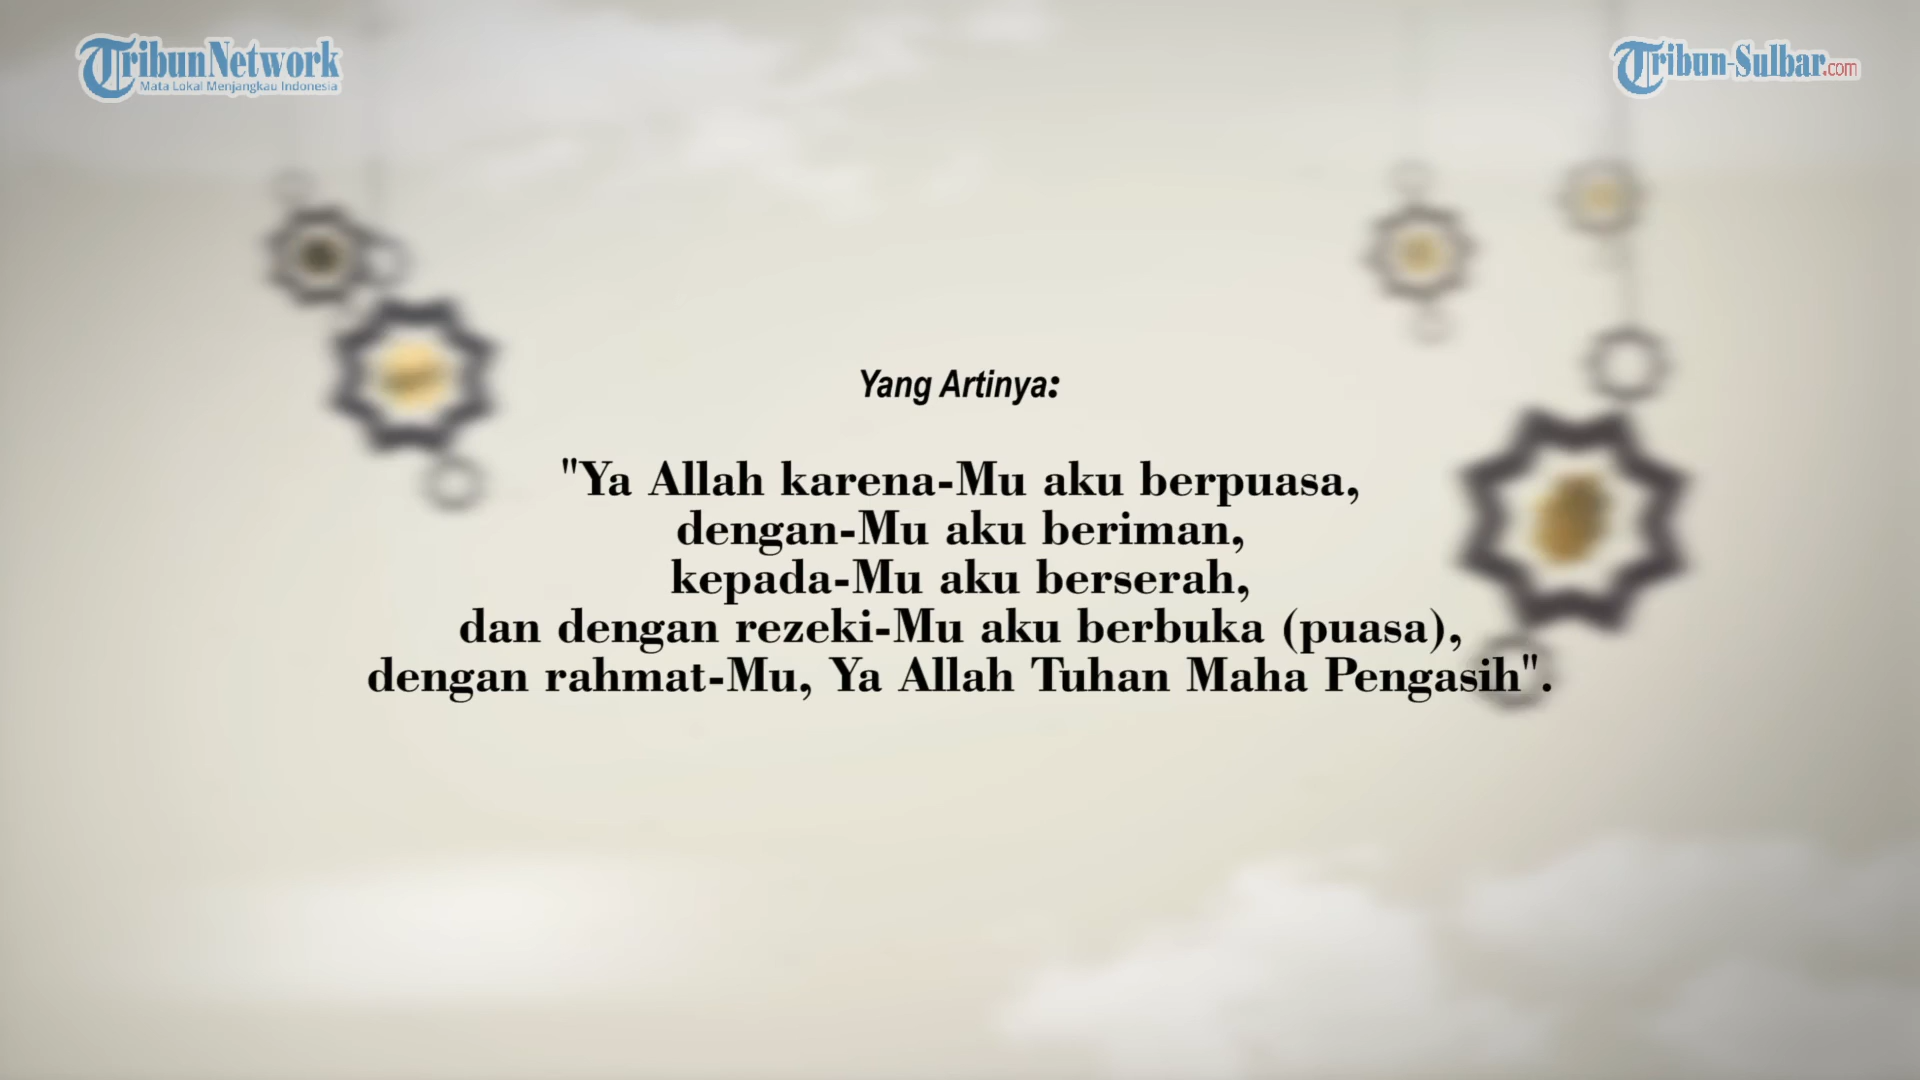 TribunNetwork
Mata Lokal Menjangkau Indonesia
Tribun-Sulbar.com
Yang Artinya:
"Ya Allah karena-Mu aku berpuasa,
dengan-Mu aku beriman,
kepada-Mu aku berserah,
dan dengan rezeki-Mu aku berbuka (puasa),
dengan rahmat-Mu, Ya Allah Tuhan Maha Pengasih".